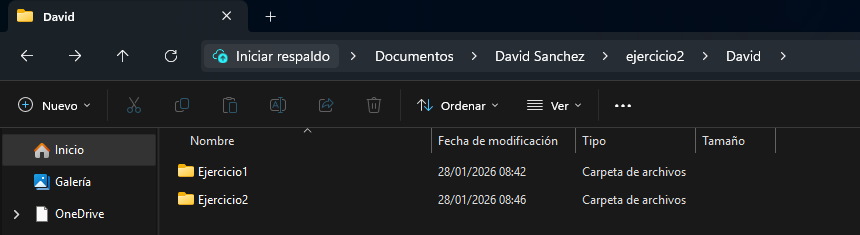 David
Iniciar respaldo > Documentos > David Sanchez > ejercicio2 > David >
Nuevo Ordenar Ver
Nombre Fecha de modificación Tipo Tamaño
Inicio
Galería
OneDrive
Ejercicio1 28/01/2026 08:42 Carpeta de archivos
Ejercicio2 28/01/2026 08:46 Carpeta de archivos